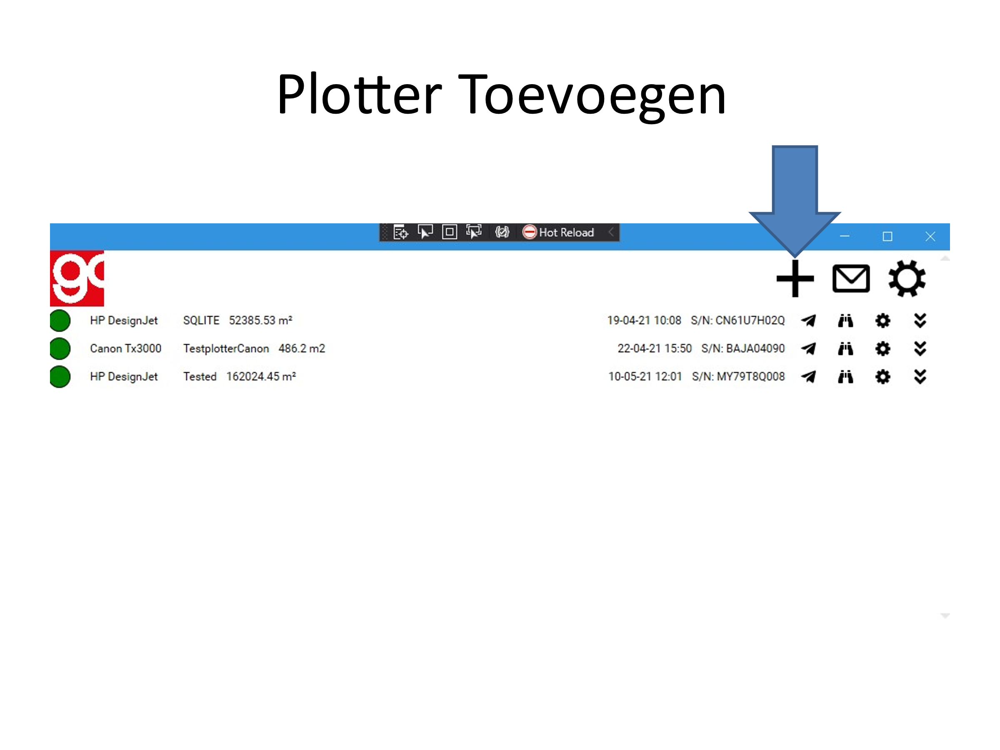 Plotter Toevoegen
Hot Reload
go
HP DesignJet SQLITE 52385.53 m² 19-04-21 10:08 S/N: CN61U7H02Q
Canon Tx3000 TestplotterCanon 486.2 m2 22-04-21 15:50 S/N: BAJA04090
HP DesignJet Tested 162024.45 m² 10-05-21 12:01 S/N: MY79T8Q008